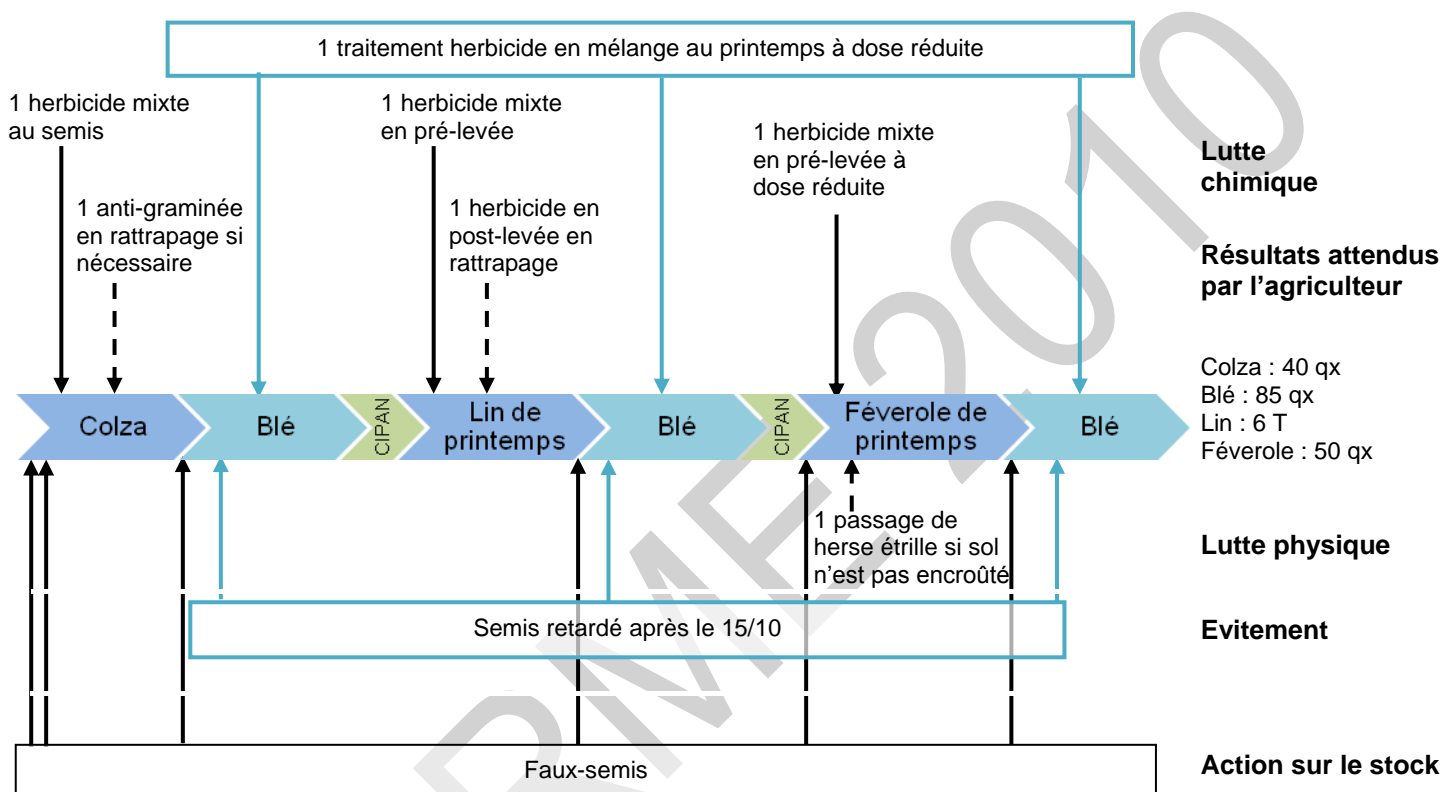 1 traitement herbicide en mélange au printemps à dose réduite
1 herbicide mixte
au semis
1 anti-graminée
en rattrapage si
nécessaire
1 herbicide mixte
en pré-levée
1 herbicide en
post-levée en
rattrapage
1 herbicide mixte
en pré-levée à
dose réduite
Lutte
chimique
Résultats attendus
par l'agriculteur
Colza : 40 qx
Blé : 85 qx
Lin : 6 T
Féverole : 50 qx
Colza
Blé
CIPAN
Lin de
printemps
Blé
CIPAN
Féverole de
printemps
Blé
1 passage de
herse étrille si sol
n'est pas encroûté
Lutte physique
Semis retardé après le 15/10
Evitement
Faux-semis
Action sur le stock
RME 2010